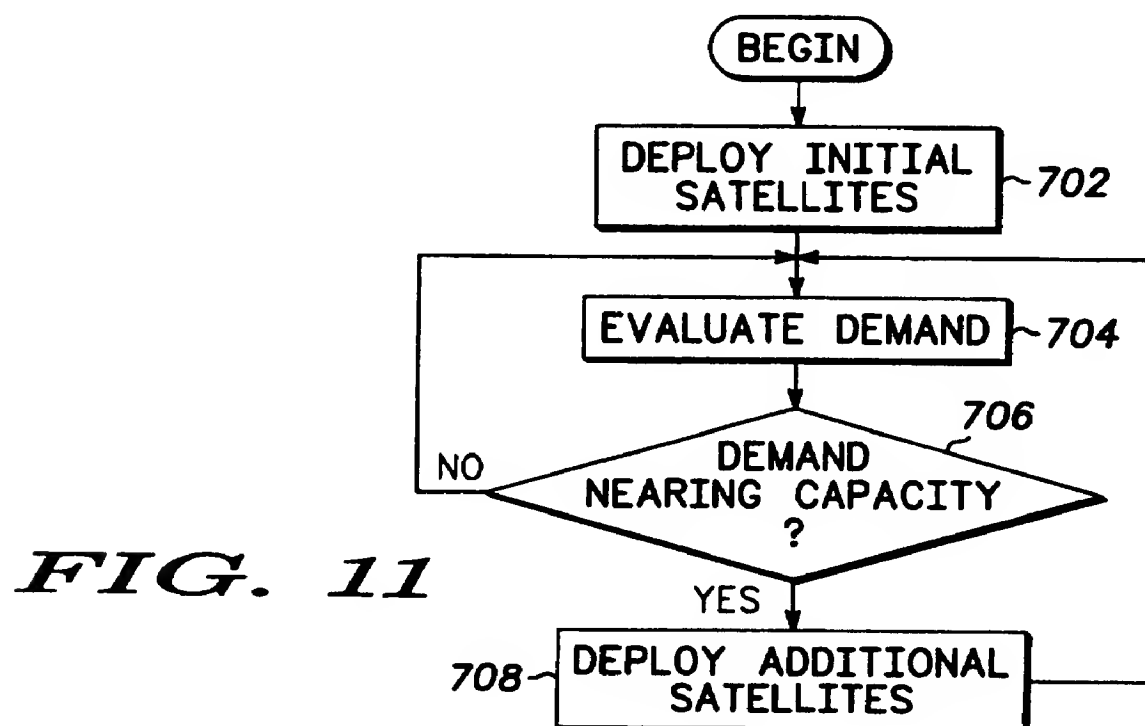 BEGIN
DEPLOY INITIAL
SATELLITES
702
EVALUATE DEMAND
704
706
DEMAND
NEARING CAPACITY
?
NO
YES
FIG. 11
708
DEPLOY ADDITIONAL
SATELLITES